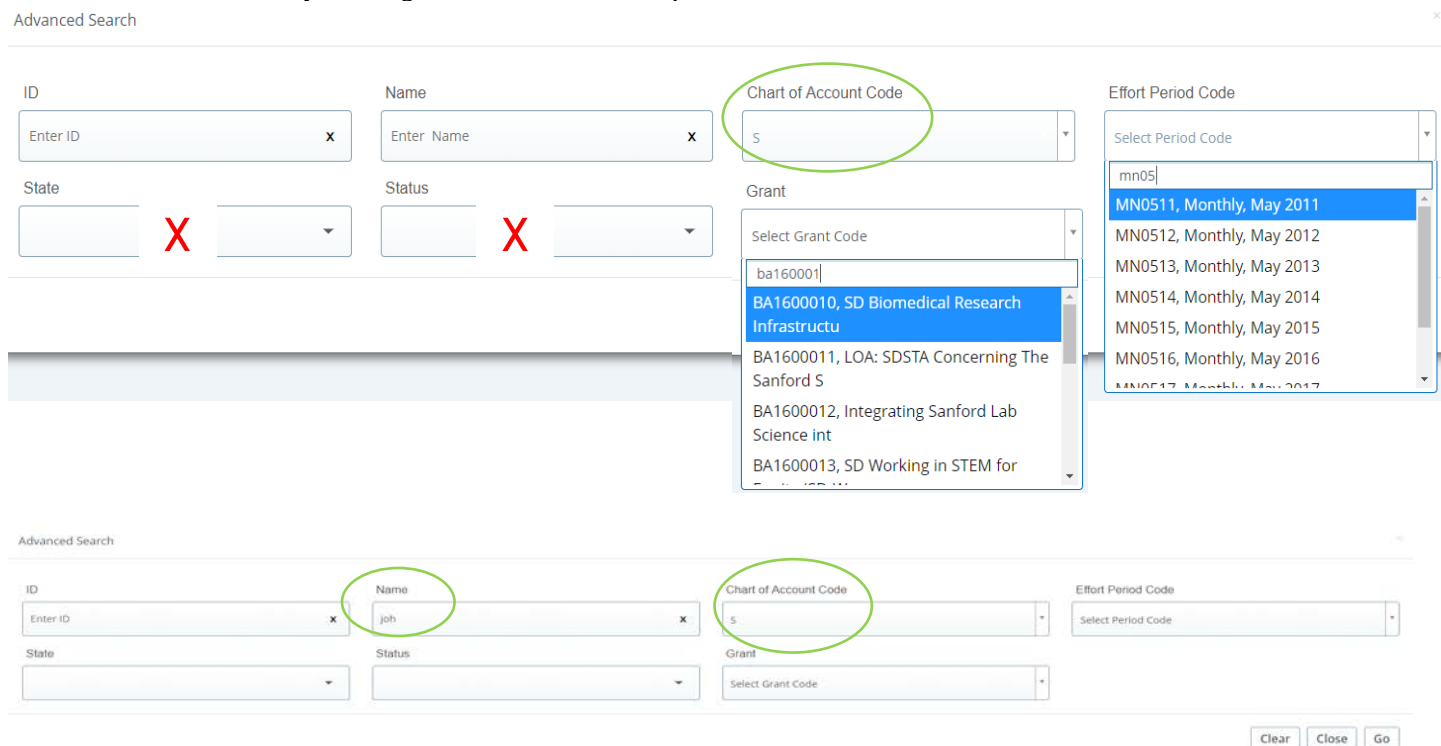 Advanced Search
×
ID
Name
Chart of Account Code
Effort Period Code
Enter ID x
Enter Name x
S
Select Period Code
mn05
State
Status
Grant
MN0511, Monthly, May 2011
X
X
Select Grant Code
MN0512, Monthly, May 2012
MN0513, Monthly, May 2013
ba160001
MN0514, Monthly, May 2014
BA1600010, SD Biomedical Research
Infrastructu
MN0515, Monthly, May 2015
BA1600011, LOA: SDSTA Concerning The
Sanford S
MN0516, Monthly, May 2016
MN0517, Monthly, May 2017
BA1600012, Integrating Sanford Lab
Science int
BA1600013, SD Working in STEM for
Advanced Search
ID
Name
Chart of Account Code
Effort Period Code
Enter ID x
joh x
S
Select Period Code
State
Status
Grant
Select Grant Code
Clear Close Go